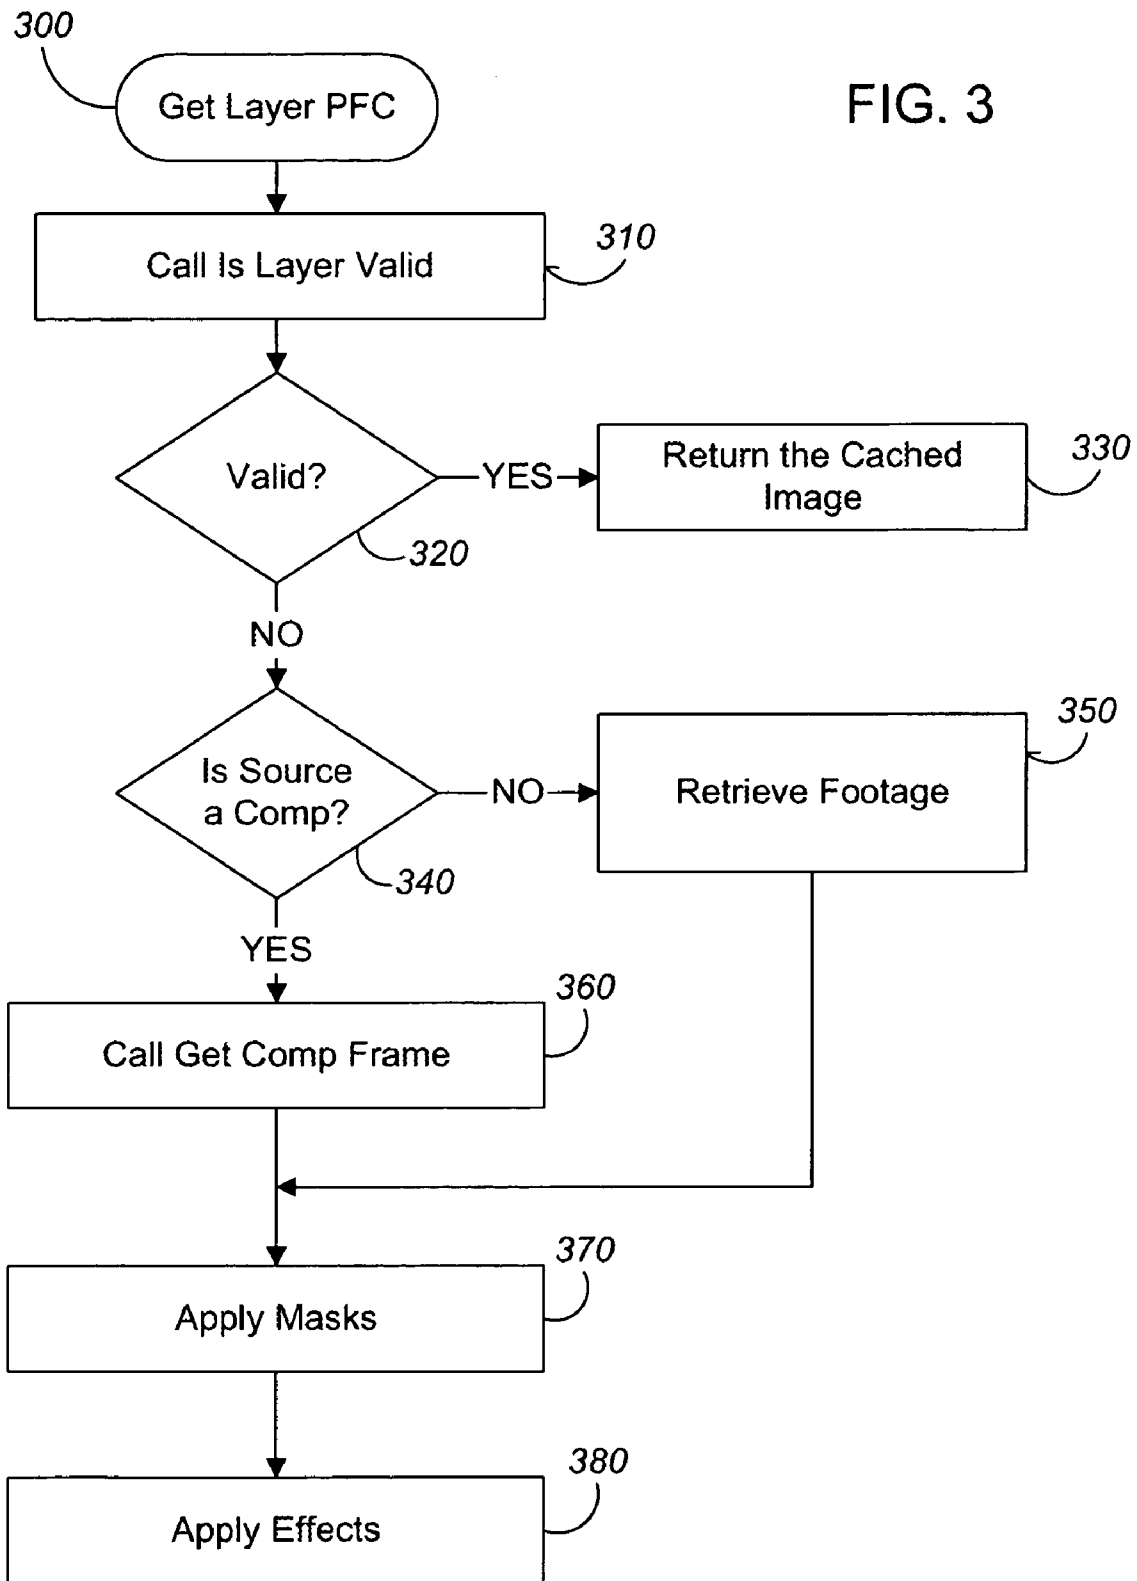 300
Get Layer PFC
FIG. 3
Call Is Layer Valid
310
Valid?
YES
Return the Cached
Image
330
320
NO
Is Source
a Comp?
NO
Retrieve Footage
350
340
YES
Call Get Comp Frame
360
Apply Masks
370
Apply Effects
380